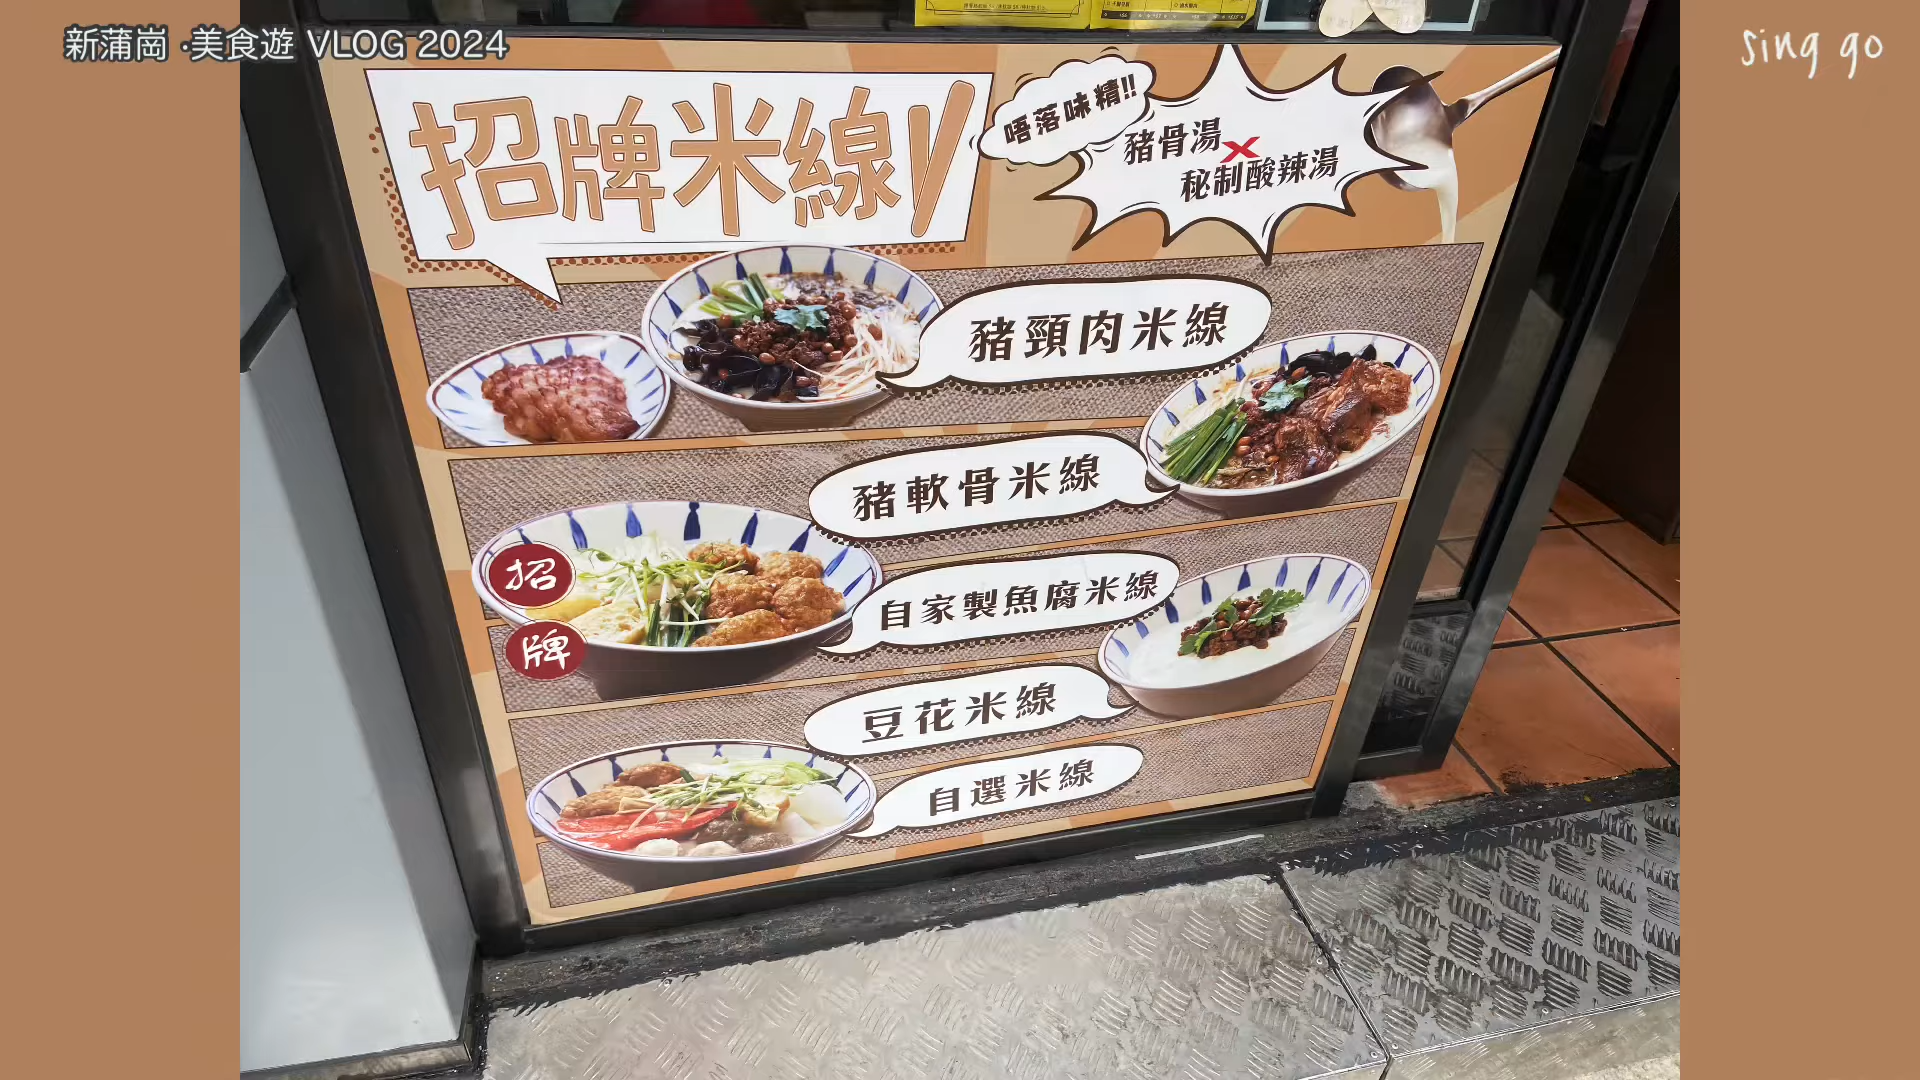 新蒲崗 ·美食遊 VLOG 2024
sing go
招牌米線
唔落味精!!
豬骨湯
X
秘制酸辣湯
豬頸肉米線
豬軟骨米線
招
牌
自家製魚腐米線
豆花米線
自選米線